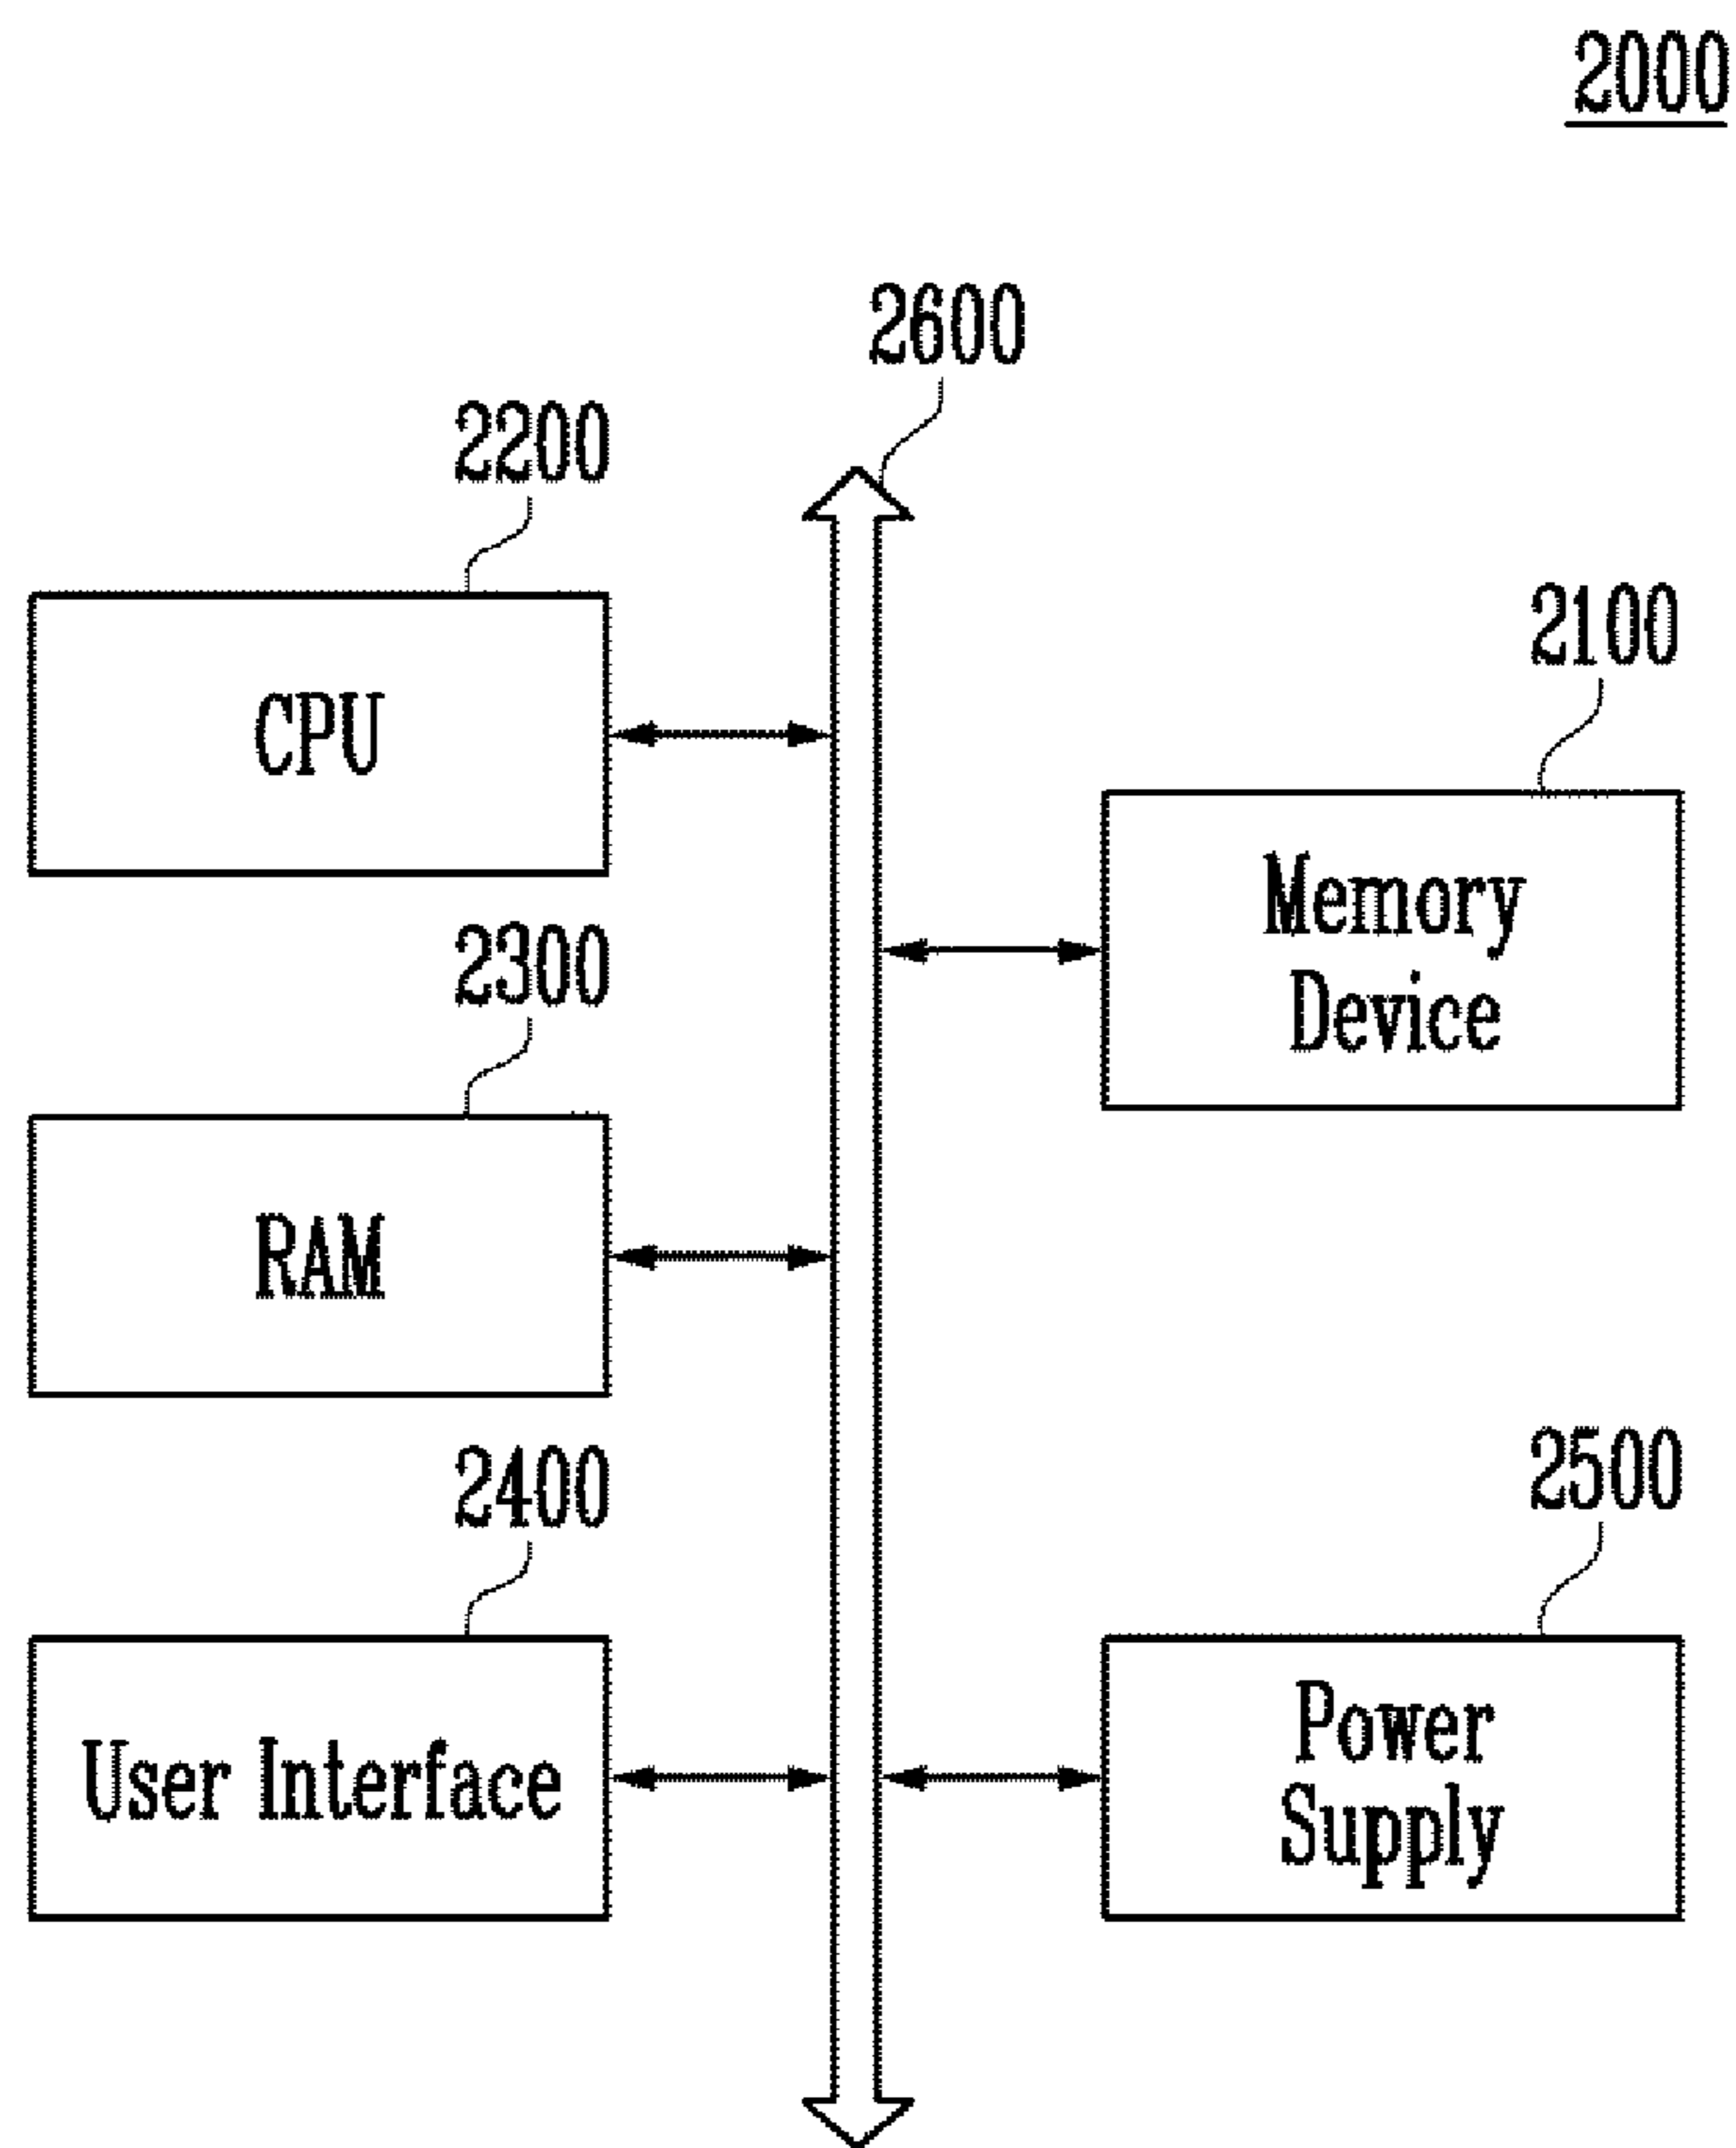 2000
2600
2200
CPU
2100
Memory
Device
2300
RAM
2400
User Interface
2500
Power
Supply